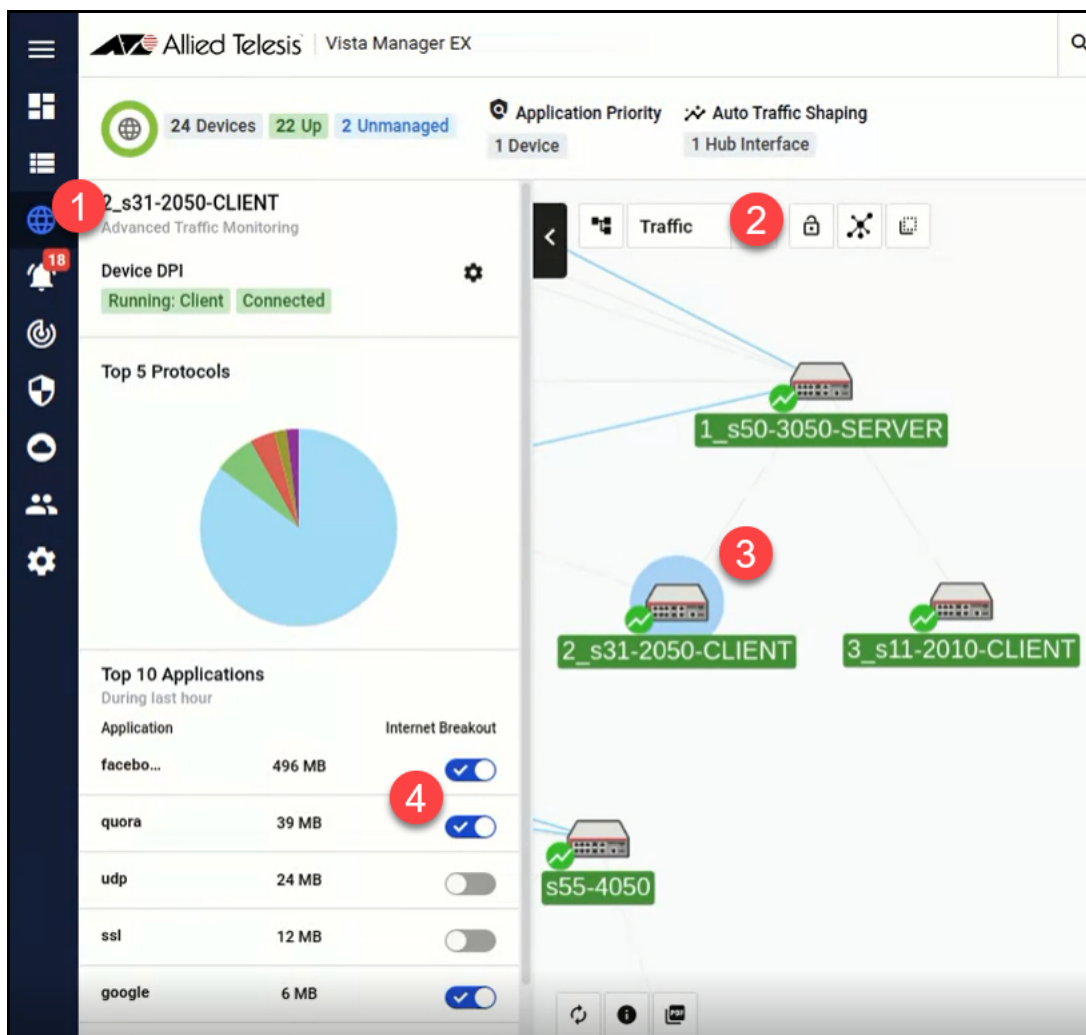 Allied Telesis Vista Manager EX
24 Devices 22 Up 2 Unmanaged
Application Priority
1 Device
Auto Traffic Shaping
1 Hub Interface
18
1
2_s31-2050-CLIENT
Advanced Traffic Monitoring
Device DPI
Running: Client Connected
Top 5 Protocols
Top 10 Applications
During last hour
Application Internet Breakout
facebo... 496 MB
4
quora 39 MB
udp 24 MB
ssl 12 MB
google 6 MB
Traffic
2
1_s50-3050-SERVER
3
2_s31-2050-CLIENT
3_s11-2010-CLIENT
s55-4050
PDF